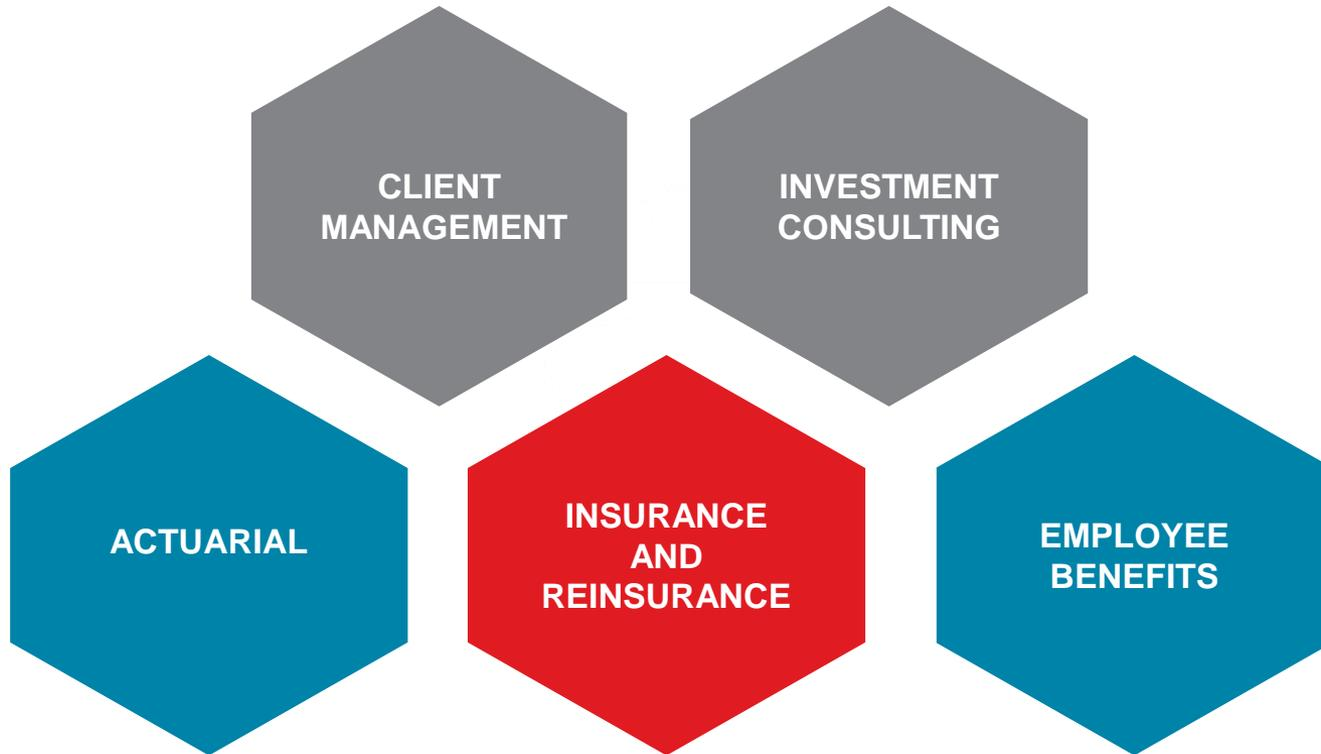 CLIENT
MANAGEMENT
INVESTMENT
CONSULTING
ACTUARIAL
INSURANCE
AND
REINSURANCE
EMPLOYEE
BENEFITS